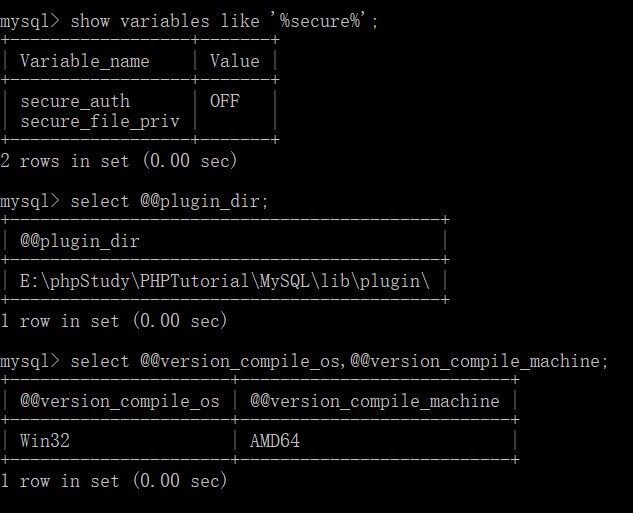 mysql> show variables like '%secure%';
+------------------+-------+
| Variable_name    | Value |
+------------------+-------+
| secure_auth      | OFF   |
| secure_file_priv |       |
+------------------+-------+
2 rows in set (0.00 sec)
mysql> select @@plugin_dir;
+-------------------------------------------+
| @@plugin_dir                              |
+-------------------------------------------+
| E:\phpStudy\PHPTutorial\MySQL\lib\plugin\ |
+-------------------------------------------+
1 row in set (0.00 sec)
mysql> select @@version_compile_os,@@version_compile_machine;
+----------------------+---------------------------+
| @@version_compile_os | @@version_compile_machine |
+----------------------+---------------------------+
| Win32                | AMD64                     |
+----------------------+---------------------------+
1 row in set (0.00 sec)